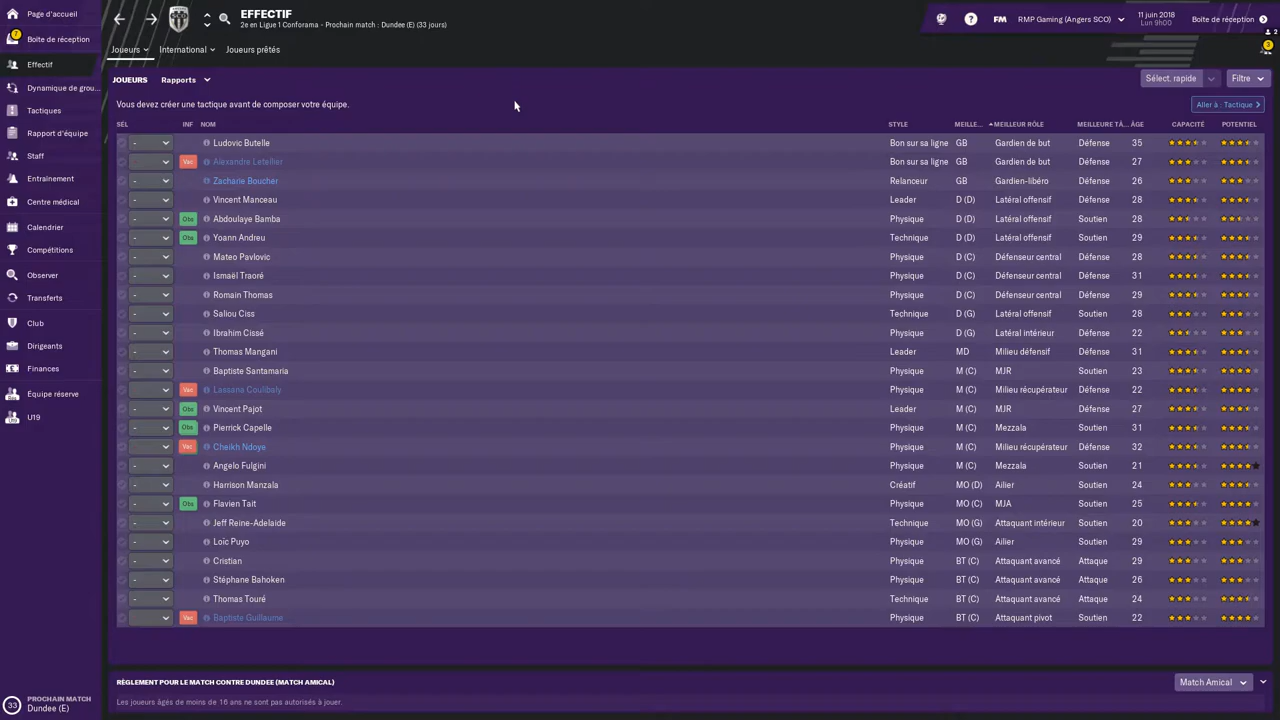 Page d'accueil
7
Boîte de réception
Effectif
Dynamique de grou...
Tactiques
Rapport d'équipe
Staff
Entraînement
Centre médical
Calendrier
Compétitions
Observer
Transferts
Club
Dirigeants
Finances
Équipe réserve
U19
33
PROCHAIN MATCH
Dundee (E)
EFFECTIF
2e en Ligue 1 Conforama - Prochain match : Dundee (E) (33 jours)
FM
RMP Gaming (Angers SCO)
11 juin 2018
Lun 9h00
Boîte de réception
2
3
Joueurs
International
Joueurs prêtés
JOUEURS
Rapports
Sélect. rapide
Filtre
Vous devez créer une tactique avant de composer votre équipe.
Aller à : Tactique
SÉL INF NOM STYLE MEILLE... MEILLEUR RÔLE MEILLEURE TÂ... ÂGE CAPACITÉ POTENTIEL
- Ludovic Butelle Bon sur sa ligne GB Gardien de but Défense 35
- Vac Alexandre Letellier Bon sur sa ligne GB Gardien de but Défense 27
- Zacharie Boucher Relanceur GB Gardien-libéro Défense 26
- Vincent Manceau Leader D (D) Latéral offensif Défense 28
- Obs Abdoulaye Bamba Physique D (D) Latéral offensif Soutien 28
- Obs Yoann Andreu Technique D (D) Latéral offensif Soutien 29
- Mateo Pavlovic Physique D (C) Défenseur central Défense 28
- Ismaël Traoré Physique D (C) Défenseur central Défense 31
- Romain Thomas Physique D (C) Défenseur central Défense 29
- Saliou Ciss Technique D (G) Latéral offensif Soutien 28
- Ibrahim Cissé Physique D (G) Latéral intérieur Défense 22
- Thomas Mangani Leader MD Milieu défensif Défense 31
- Baptiste Santamaria Physique M (C) MJR Soutien 23
- Vac Lassana Coulibaly Physique M (C) Milieu récupérateur Défense 22
- Obs Vincent Pajot Leader M (C) MJR Défense 27
- Obs Pierrick Capelle Physique M (C) Mezzala Soutien 31
- Vac Cheikh Ndoye Physique M (C) Milieu récupérateur Défense 32
- Angelo Fulgini Physique M (C) Mezzala Soutien 21
- Harrison Manzala Créatif MO (D) Ailier Soutien 24
- Obs Flavien Tait Physique MO (C) MJA Soutien 25
- Jeff Reine-Adelaide Technique MO (G) Attaquant intérieur Soutien 20
- Loïc Puyo Physique MO (G) Ailier Soutien 29
- Cristian Physique BT (C) Attaquant avancé Attaque 29
- Stéphane Bahoken Physique BT (C) Attaquant avancé Attaque 26
- Thomas Touré Technique BT (C) Attaquant avancé Attaque 24
- Vac Baptiste Guillaume Physique BT (C) Attaquant pivot Soutien 22
RÈGLEMENT POUR LE MATCH CONTRE DUNDEE (MATCH AMICAL)
Match Amical
Les joueurs âgés de moins de 16 ans ne sont pas autorisés à jouer.